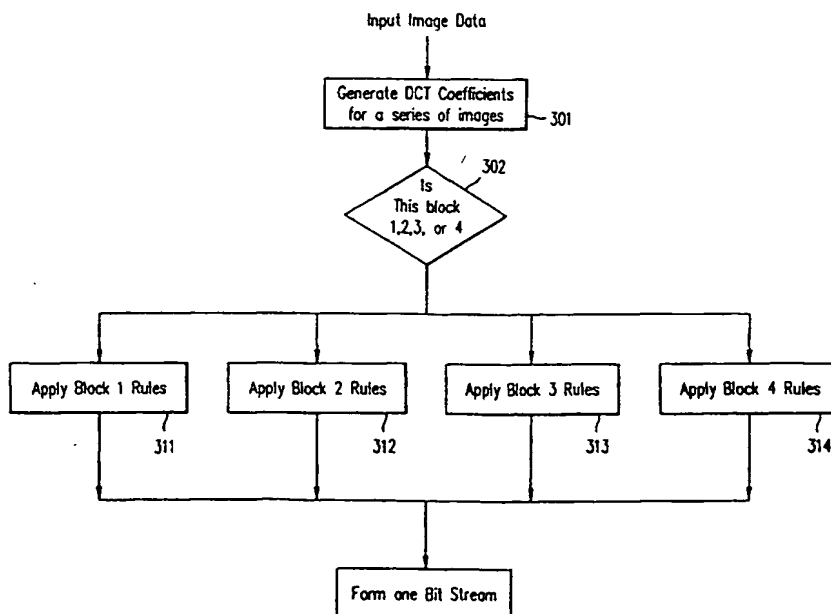 Input Image Data
Generate DCT Coefficients
for a series of images
301
302
Is
This block
1,2,3, or 4
Apply Block 1 Rules
Apply Block 2 Rules
Apply Block 3 Rules
Apply Block 4 Rules
311
312
313
314
Form one Bit Stream